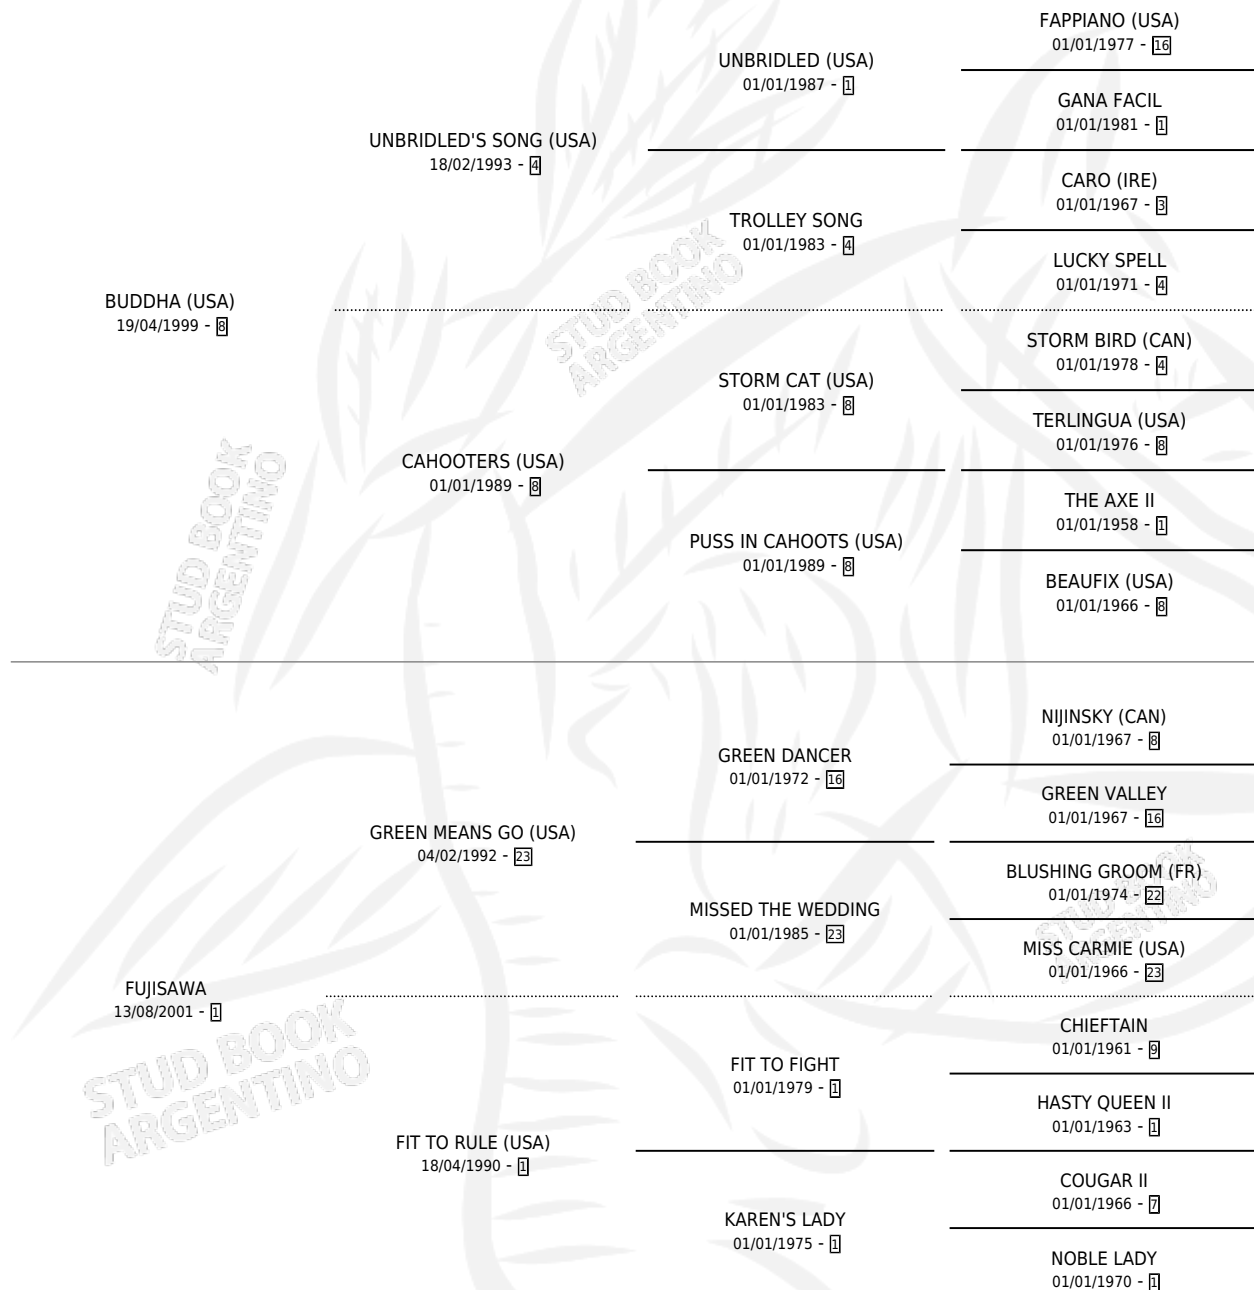 FAPPIANO (USA)
01/01/1977 - 16
UNBRIDLED (USA)
01/01/1987 - 1
GANA FACIL
01/01/1981 - 1
UNBRIDLED'S SONG (USA)
18/02/1993 - 4
CARO (IRE)
01/01/1967 - 3
TROLLEY SONG
01/01/1983 - 4
LUCKY SPELL
01/01/1971 - 4
BUDDHA (USA)
19/04/1999 - 8
STORM BIRD (CAN)
01/01/1978 - 4
STORM CAT (USA)
01/01/1983 - 8
TERLINGUA (USA)
01/01/1976 - 8
CAHOOTERS (USA)
01/01/1989 - 8
THE AXE II
01/01/1958 - 1
PUSS IN CAHOOTS (USA)
01/01/1989 - 8
BEAUFIX (USA)
01/01/1966 - 8
NIJINSKY (CAN)
01/01/1967 - 8
GREEN DANCER
01/01/1972 - 16
GREEN VALLEY
01/01/1967 - 16
GREEN MEANS GO (USA)
04/02/1992 - 23
BLUSHING GROOM (FR)
01/01/1974 - 22
MISSED THE WEDDING
01/01/1985 - 23
MISS CARMIE (USA)
01/01/1966 - 23
FUJISAWA
13/08/2001 - 1
CHIEFTAIN
01/01/1961 - 9
FIT TO FIGHT
01/01/1979 - 1
HASTY QUEEN II
01/01/1963 - 1
FIT TO RULE (USA)
18/04/1990 - 1
COUGAR II
01/01/1966 - 7
KAREN'S LADY
01/01/1975 - 1
NOBLE LADY
01/01/1970 - 1
STUD BOOK
ARGENTINO
STUD BOOK
ARGENTINO
STUD BOOK
ARGENTINO
STUD BOOK
ARGENTINO